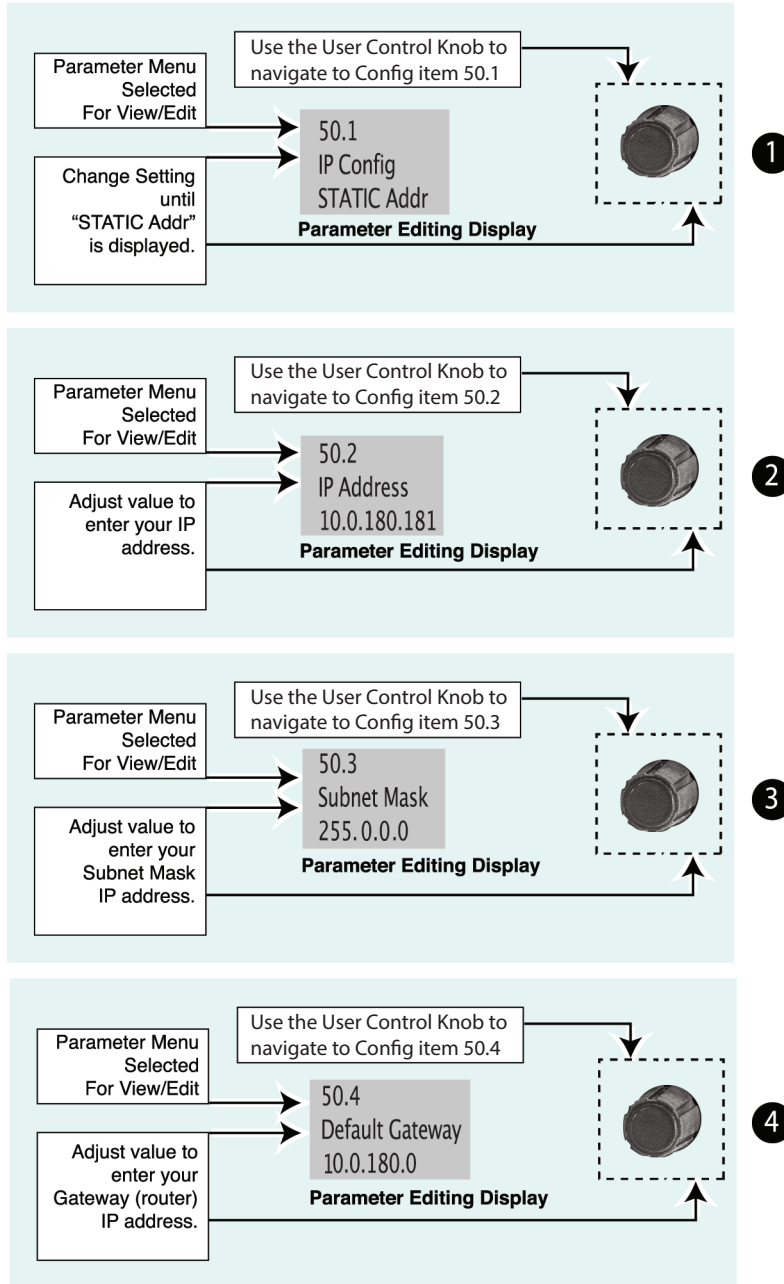 Use the User Control Knob to
navigate to Config item 50.1
Parameter Menu
Selected
For View/Edit
50.1
IP Config
STATIC Addr
Parameter Editing Display
Change Setting
until
“STATIC Addr”
is displayed.
1
Use the User Control Knob to
navigate to Config item 50.2
Parameter Menu
Selected
For View/Edit
50.2
IP Address
10.0.180.181
Parameter Editing Display
Adjust value to
enter your IP
address.
2
Use the User Control Knob to
navigate to Config item 50.3
Parameter Menu
Selected
For View/Edit
50.3
Subnet Mask
255.0.0.0
Parameter Editing Display
Adjust value to
enter your
Subnet Mask
IP address.
3
Use the User Control Knob to
navigate to Config item 50.4
Parameter Menu
Selected
For View/Edit
50.4
Default Gateway
10.0.180.0
Parameter Editing Display
Adjust value to
enter your
Gateway (router)
IP address.
4